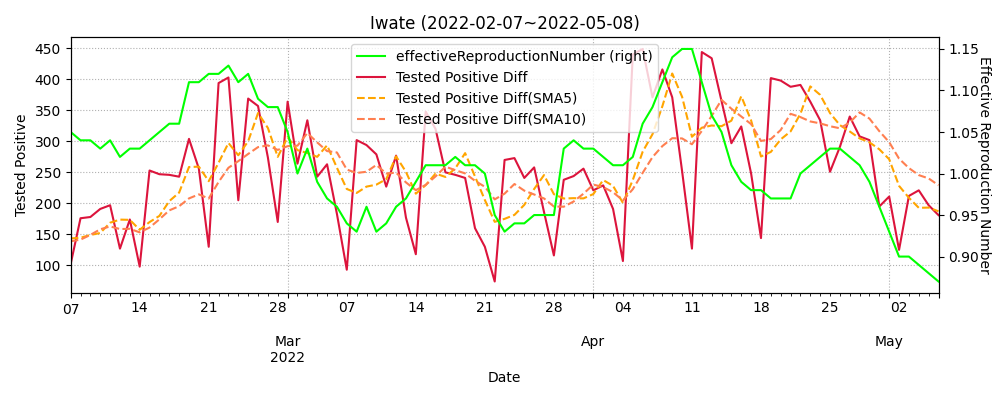 Iwate (2022-02-07~2022-05-08)
effectiveReproductionNumber (right)
Tested Positive Diff
Tested Positive Diff(SMA5)
Tested Positive Diff(SMA10)
Tested Positive
450
400
350
300
250
200
150
100
Effective Reproduction Number
1.15
1.10
1.05
1.00
0.95
0.90
07 14 21 28 07 14 21 28 04 11 18 25 02
Mar Apr May
2022
Date